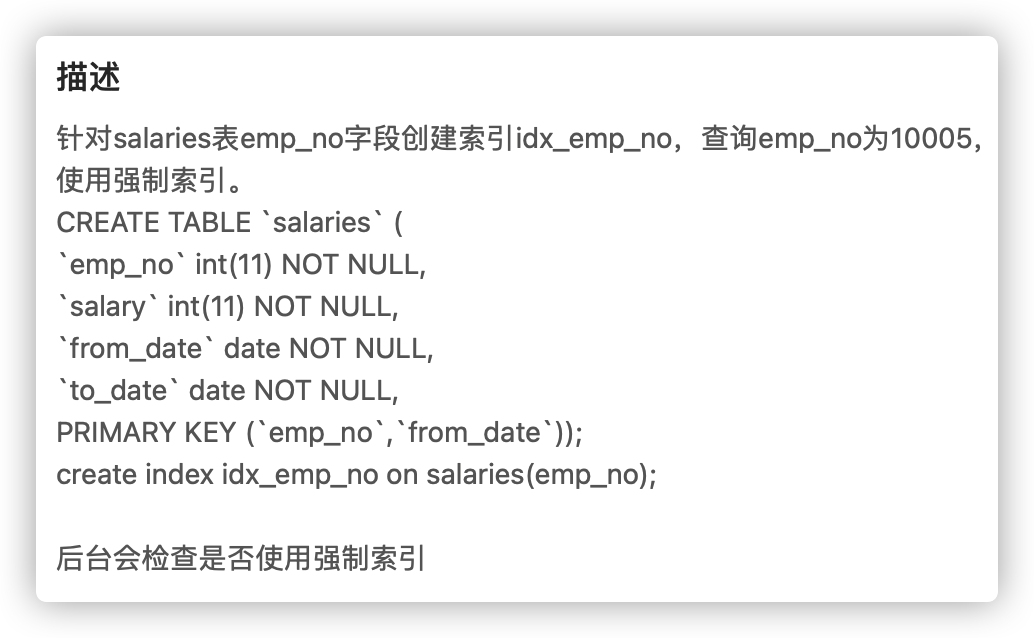 描述
针对salaries表emp_no字段创建索引idx_emp_no，查询emp_no为10005,
使用强制索引。
CREATE TABLE `salaries` (
`emp_no` int(11) NOT NULL,
`salary` int(11) NOT NULL,
`from_date` date NOT NULL,
`to_date` date NOT NULL,
PRIMARY KEY (`emp_no`,`from_date`));
create index idx_emp_no on salaries(emp_no);
后台会检查是否使用强制索引